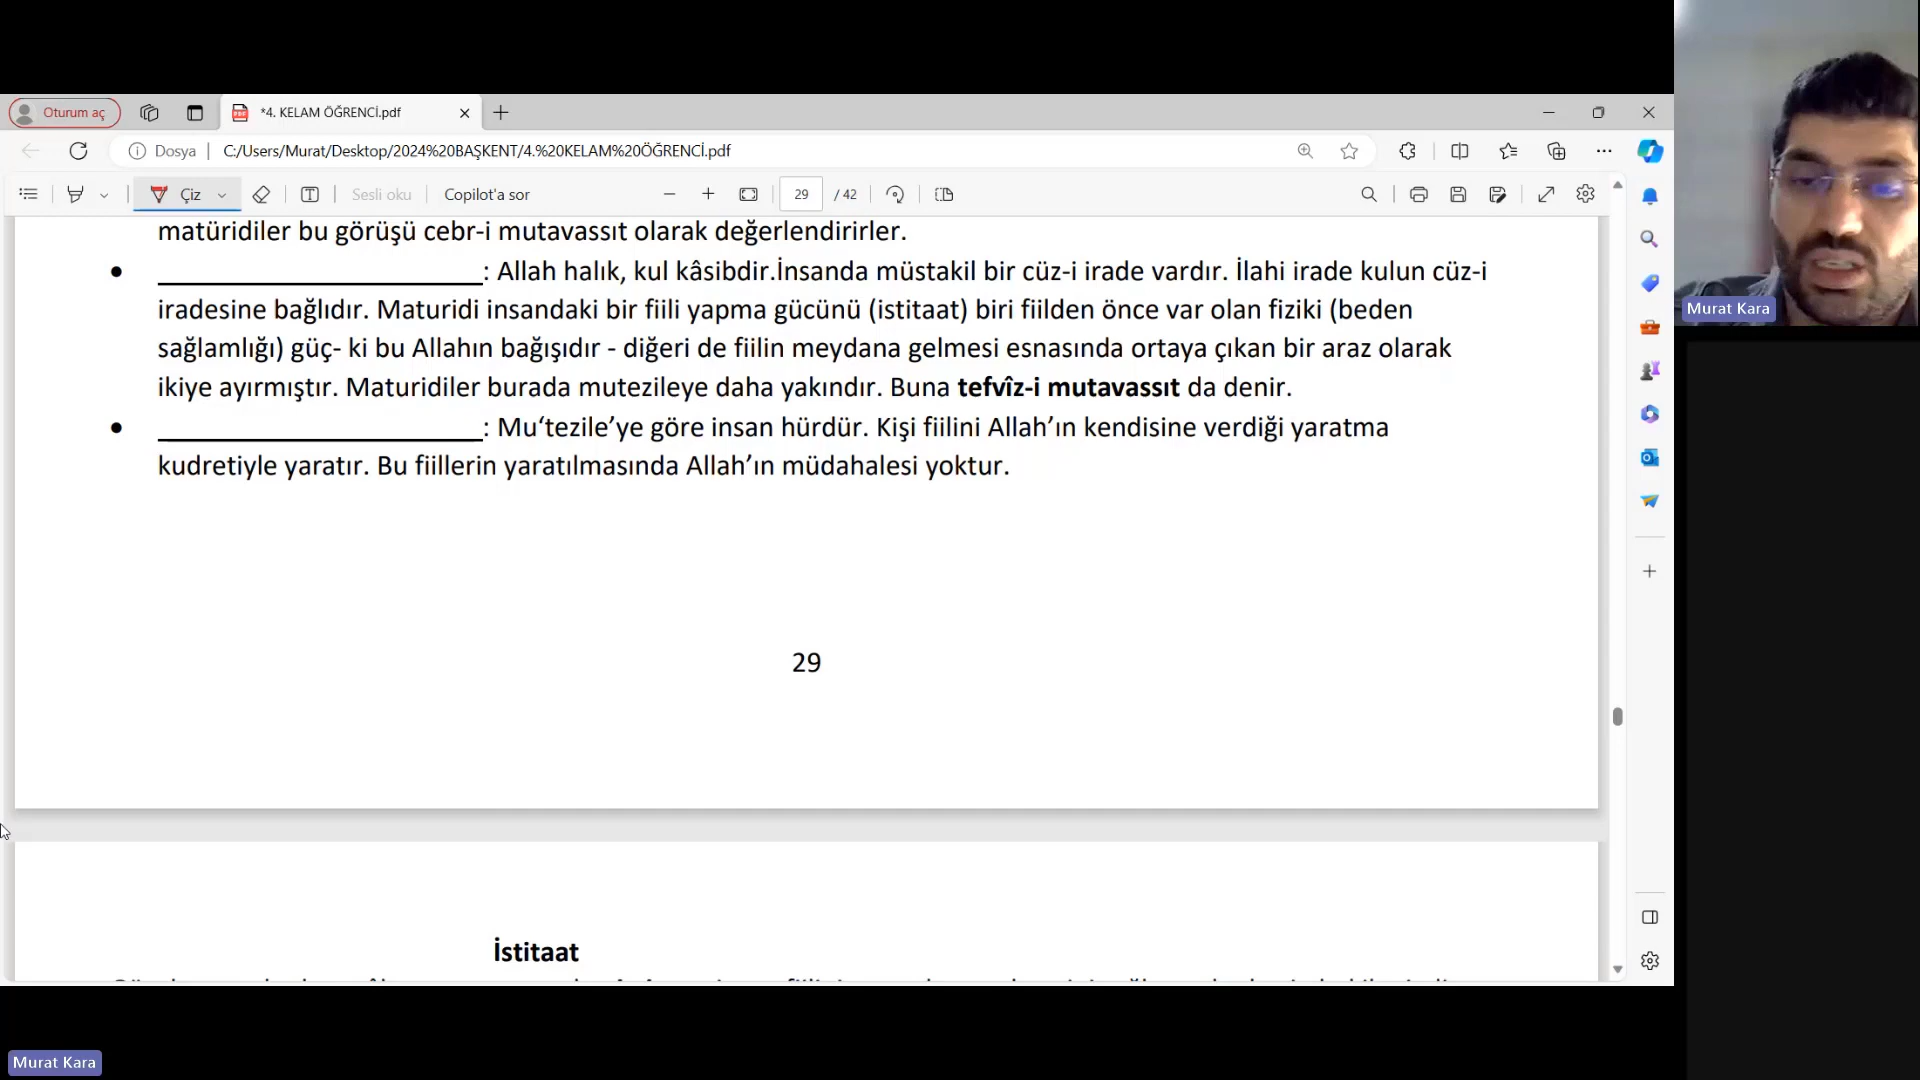 Oturum aç
*4. KELAM ÖĞRENCİ.pdf
Dosya
C:/Users/Murat/Desktop/2024%20BAŞKENT/4.%20KELAM%20ÖĞRENCİ.pdf
Çiz
Sesli oku
Copilot'a sor
29
/ 42
matüridiler bu görüşü cebr-i mutavassıt olarak değerlendirirler.
• ______________________: Allah halık, kul kâsibdir.İnsanda müstakil bir cüz-i irade vardır. İlahi irade kulun cüz-i
iradesine bağlıdır. Maturidi insandaki bir fiili yapma gücünü (istitaat) biri fiilden önce var olan fiziki (beden
sağlamlığı) güç- ki bu Allahın bağışıdır - diğeri de fiilin meydana gelmesi esnasında ortaya çıkan bir araz olarak
ikiye ayırmıştır. Maturidiler burada mutezileye daha yakındır. Buna tefvîz-i mutavassıt da denir.
• ______________________: Mu‘tezile’ye göre insan hürdür. Kişi fiilini Allah’ın kendisine verdiği yaratma
kudretiyle yaratır. Bu fiillerin yaratılmasında Allah’ın müdahalesi yoktur.
29
İstitaat
Murat Kara
Murat Kara